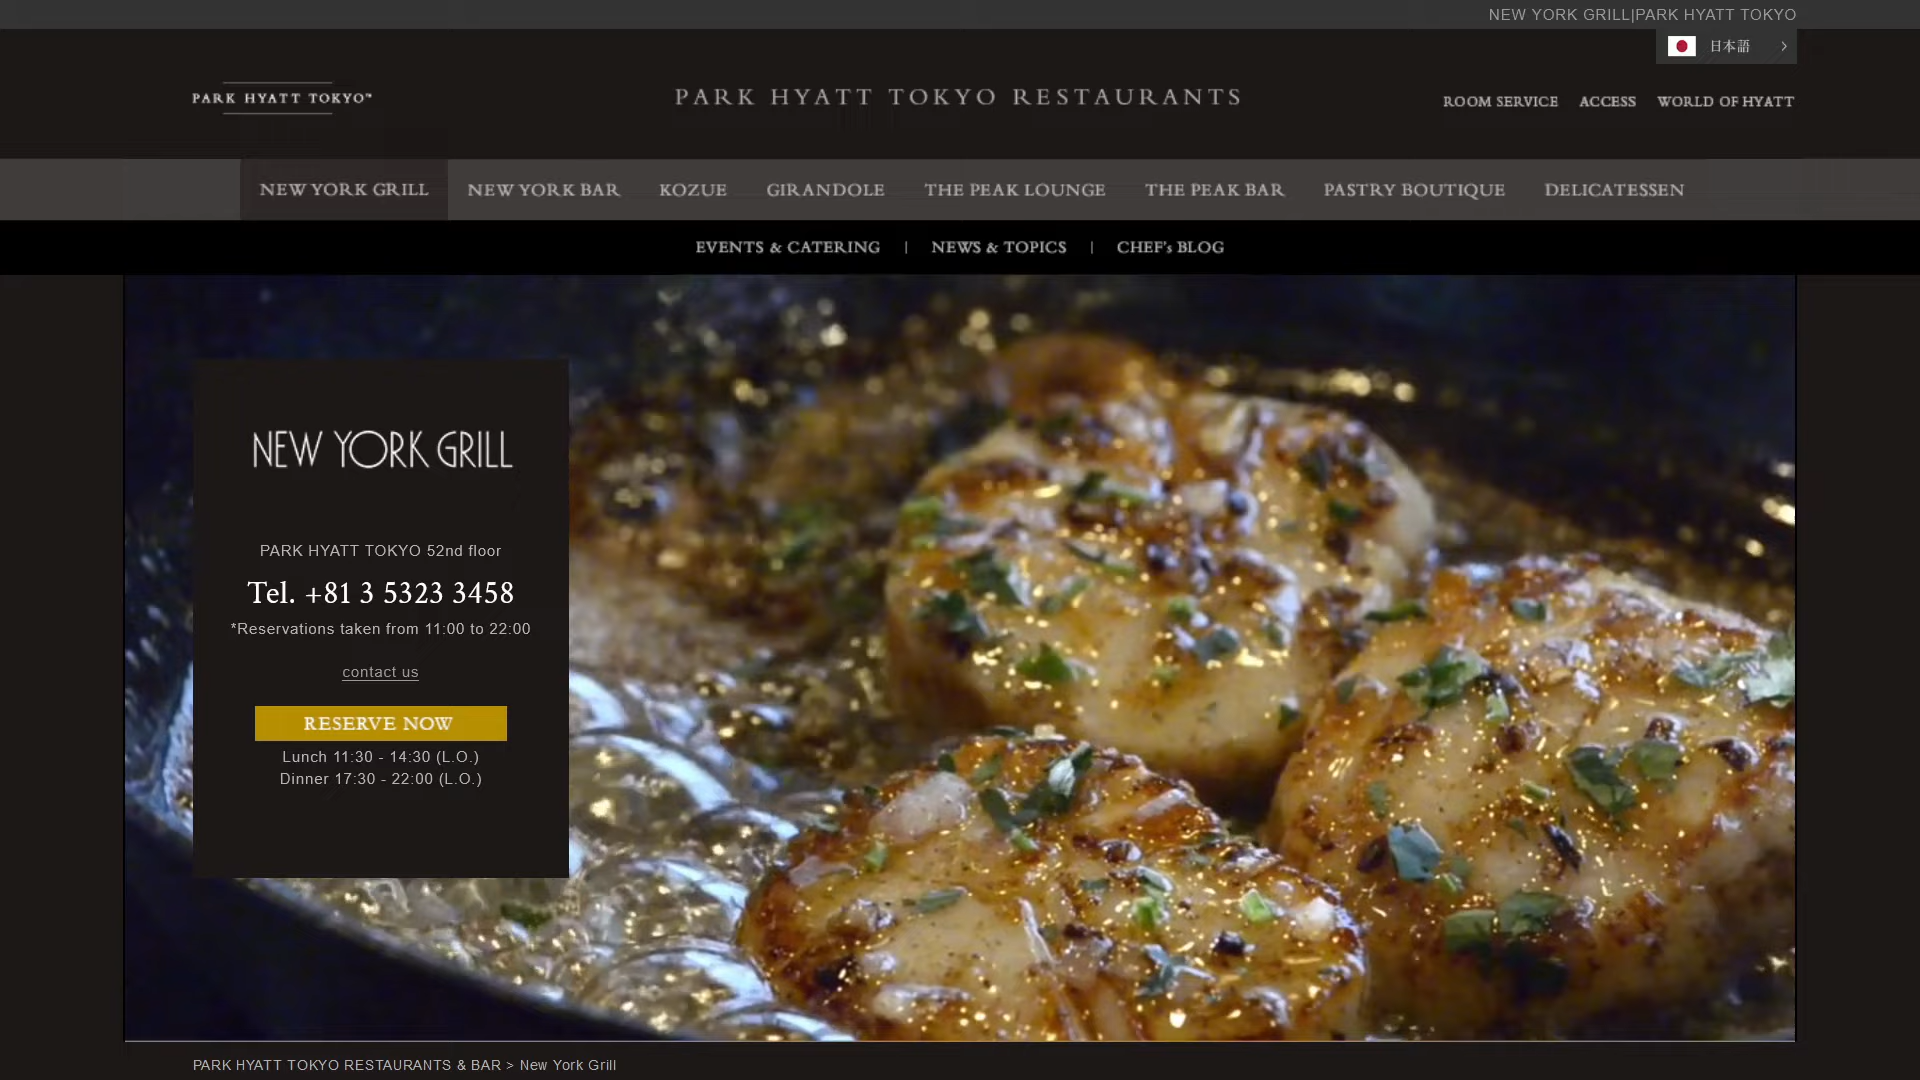 NEW YORK GRILL|PARK HYATT TOKYO
日本語
PARK HYATT TOKYO™
PARK HYATT TOKYO RESTAURANTS
ROOM SERVICE ACCESS WORLD OF HYATT
NEW YORK GRILL NEW YORK BAR KOZUE GIRANDOLE THE PEAK LOUNGE THE PEAK BAR PASTRY BOUTIQUE DELICATESSEN
EVENTS & CATERING | NEWS & TOPICS | CHEF's BLOG
NEW YORK GRILL
PARK HYATT TOKYO 52nd floor
Tel. +81 3 5323 3458
*Reservations taken from 11:00 to 22:00
contact us
RESERVE NOW
Lunch 11:30 - 14:30 (L.O.)
Dinner 17:30 - 22:00 (L.O.)
PARK HYATT TOKYO RESTAURANTS & BAR > New York Grill